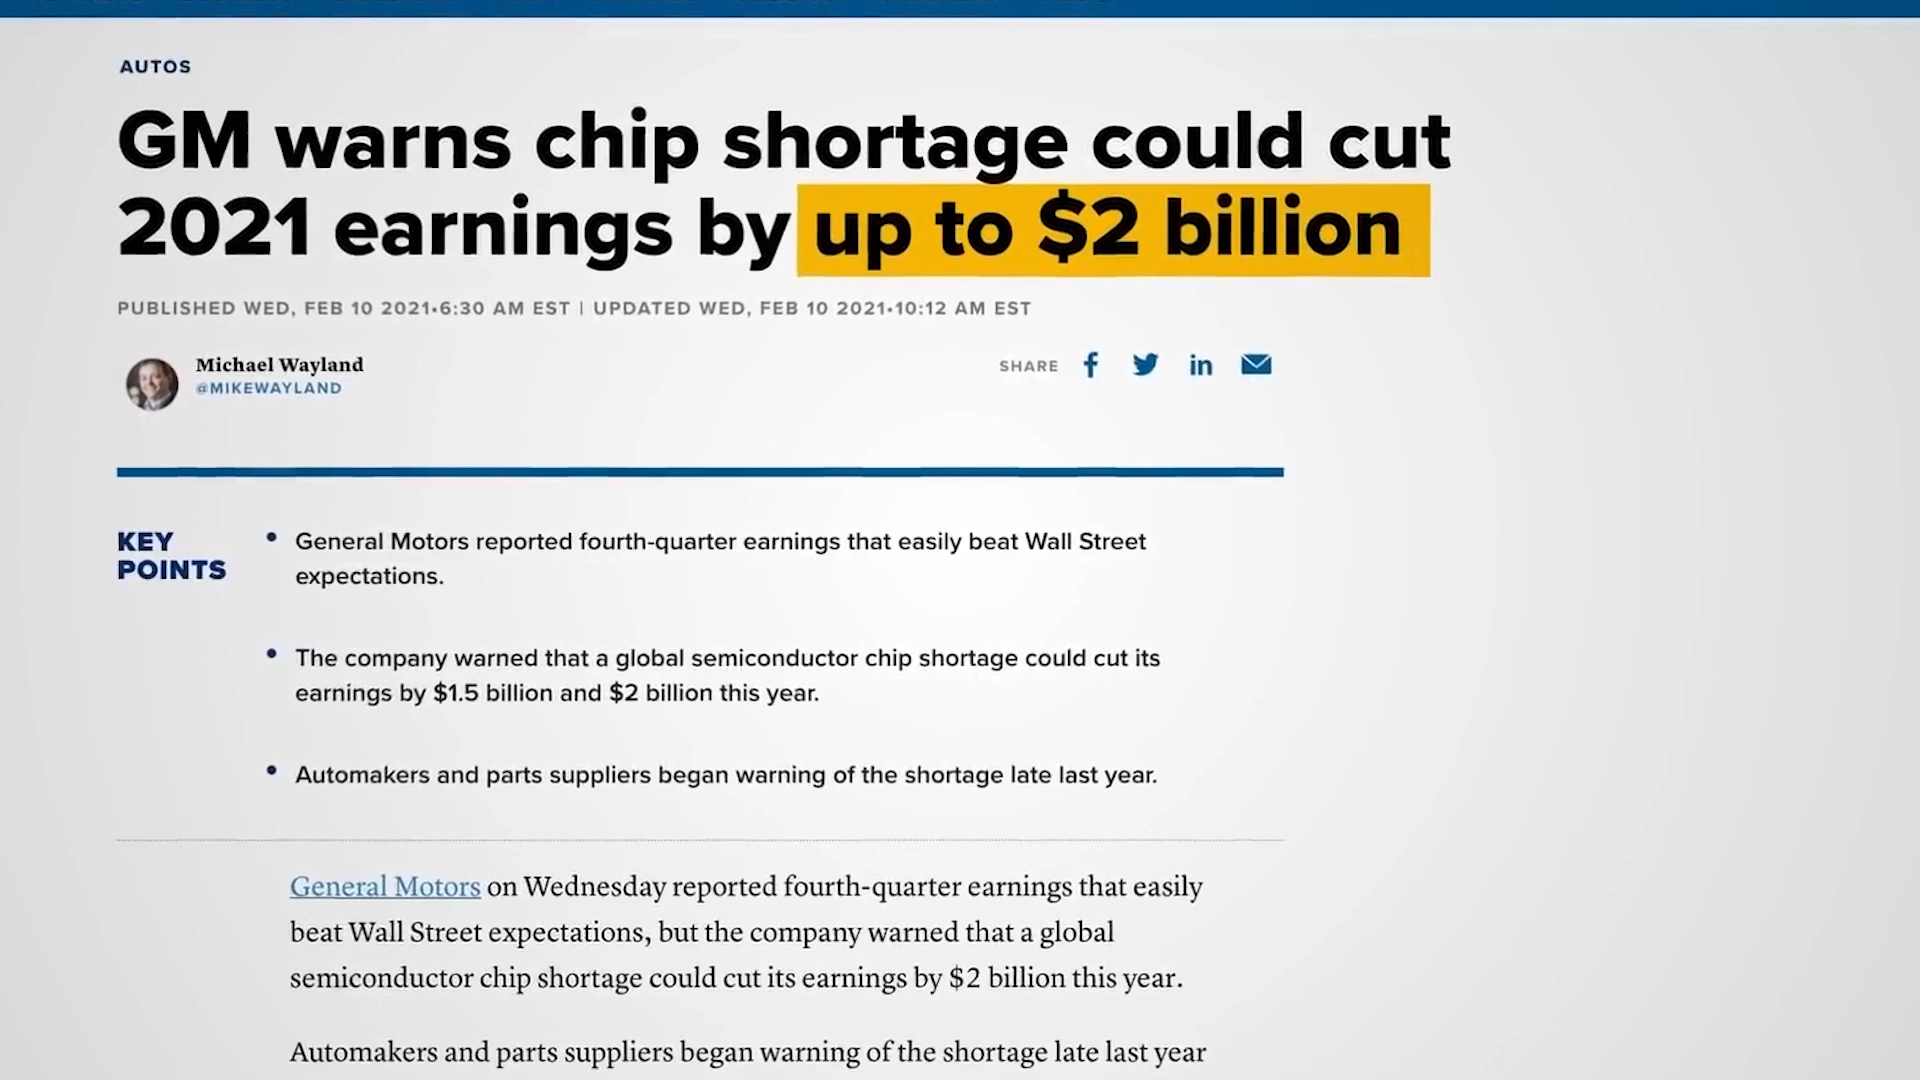 AUTOS
GM warns chip shortage could cut
2021 earnings by up to $2 billion
PUBLISHED WED, FEB 10 2021•6:30 AM EST | UPDATED WED, FEB 10 2021•10:12 AM EST
Michael Wayland
@MIKEWAYLAND
SHARE
KEY
POINTS
• General Motors reported fourth-quarter earnings that easily beat Wall Street
expectations.
• The company warned that a global semiconductor chip shortage could cut its
earnings by $1.5 billion and $2 billion this year.
• Automakers and parts suppliers began warning of the shortage late last year.
General Motors on Wednesday reported fourth-quarter earnings that easily
beat Wall Street expectations, but the company warned that a global
semiconductor chip shortage could cut its earnings by $2 billion this year.
Automakers and parts suppliers began warning of the shortage late last year